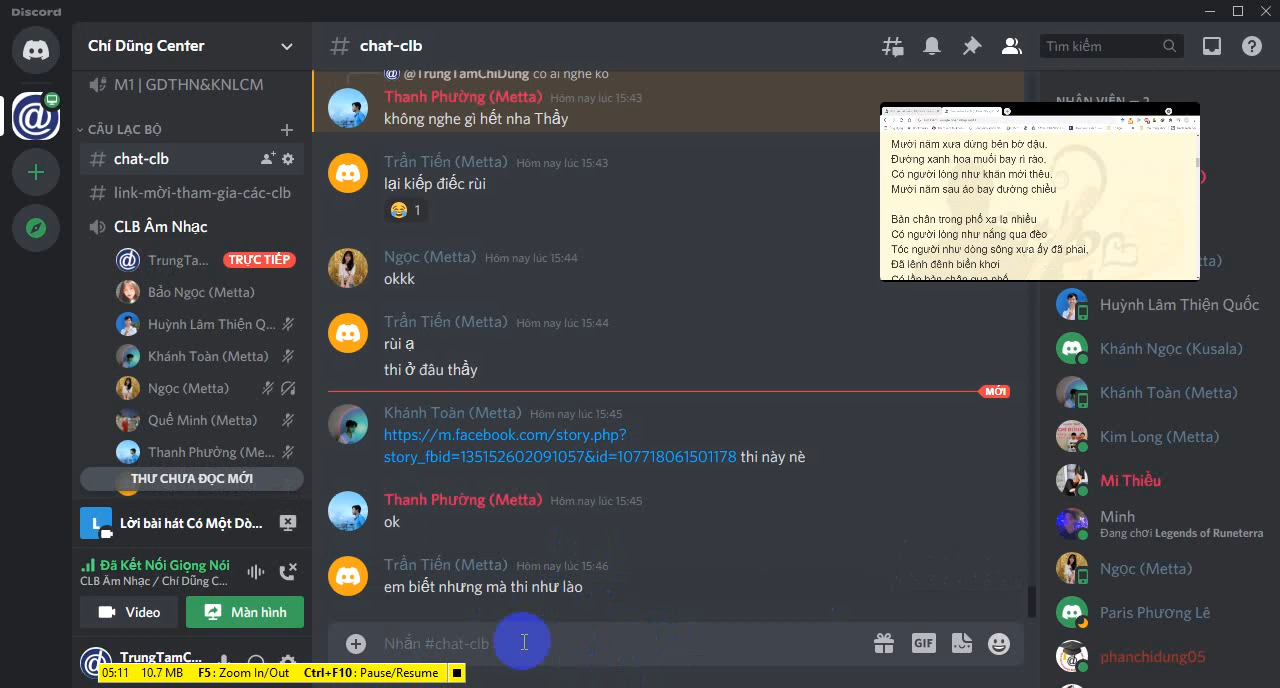 Discord
Chí Dũng Center
M1 | GDTHN&KNLCM
CÂU LẠC BỘ
chat-clb
link-mời-tham-gia-các-clb
CLB Âm Nhạc
TrungTa... TRỰC TIẾP
Bảo Ngọc (Metta)
Huỳnh Lâm Thiện Q...
Khánh Toàn (Metta)
Ngọc (Metta)
Quế Minh (Metta)
Thanh Phường (Me...
THƯ CHƯA ĐỌC MỚI
Lời bài hát Có Một Dò...
Đã Kết Nối Giọng Nói
CLB Âm Nhạc / Chí Dũng C...
Video
Màn hình
TrungTamC...
05:11 10.7 MB F5: Zoom In/Out Ctrl+F10: Pause/Resume
# chat-clb
Tìm kiếm
@TrungTamChiDung có ai nghe ko
Thanh Phường (Metta) Hôm nay lúc 15:43
không nghe gì hết nha Thầy
Trần Tiến (Metta) Hôm nay lúc 15:43
lại kiếp điếc rùi
😂 1
Ngọc (Metta) Hôm nay lúc 15:44
okkk
Trần Tiến (Metta) Hôm nay lúc 15:44
rùi ạ
thi ở đâu thầy
MỚI
Khánh Toàn (Metta) Hôm nay lúc 15:45
https://m.facebook.com/story.php?
story_fbid=135152602091057&id=107718061501178 thi này nè
Thanh Phường (Metta) Hôm nay lúc 15:45
ok
Trần Tiến (Metta) Hôm nay lúc 15:46
em biết nhưng mà thi như lào
Nhắn #chat-clb
GIF
NHÂN VIÊN — 2
Mười năm xưa đứng bên bờ dậu.
Đường xanh hoa muối bay rì rào.
Có người lòng như khăn mới thêu.
Mười năm sau áo bay đường chiều
Bàn chân trong phố xa lạ nhiều
Có người lòng như nắng qua đèo
Tóc người như dòng sông xưa ấy đã phai,
Đã lênh đênh biển khơi
Có lần bàn chân qua phố
Huỳnh Lâm Thiện Quốc
Khánh Ngọc (Kusala)
Khánh Toàn (Metta)
Kim Long (Metta)
Mi Thiều
Minh
Đang chơi Legends of Runeterra
Ngọc (Metta)
Paris Phương Lê
phanchidung05